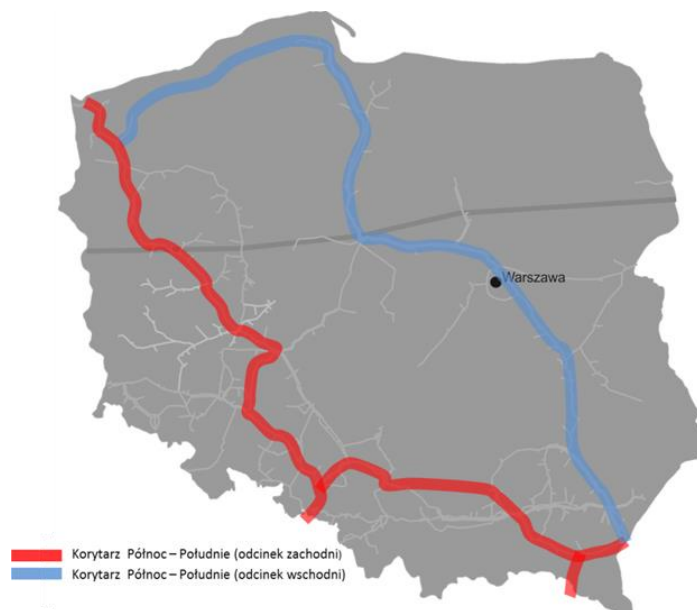 Warszawa
Korytarz Północ – Południe (odcinek zachodni)
Korytarz Północ – Południe (odcinek wschodni)